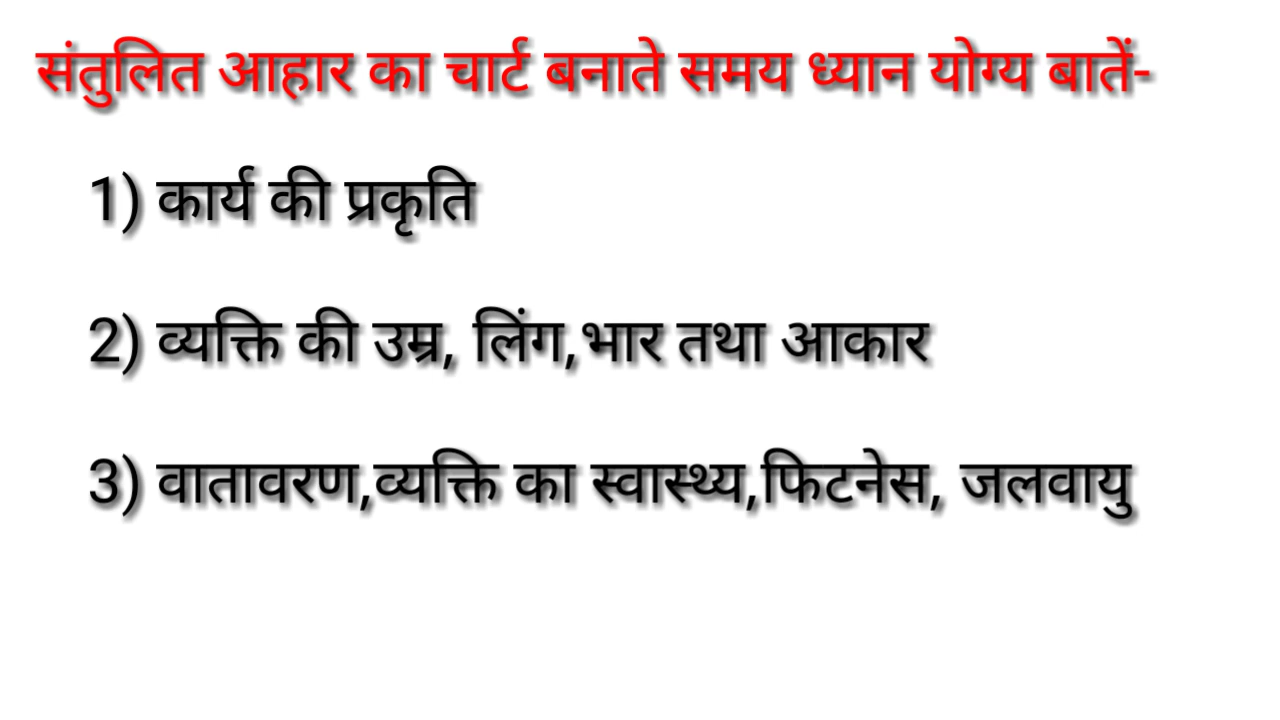 संतुलित आहार का चार्ट बनाते समय ध्यान योग्य बातें-
1) कार्य की प्रकृति
2) व्यक्ति की उम्र, लिंग,भार तथा आकार
3) वातावरण,व्यक्ति का स्वास्थ्य,फिटनेस, जलवायु